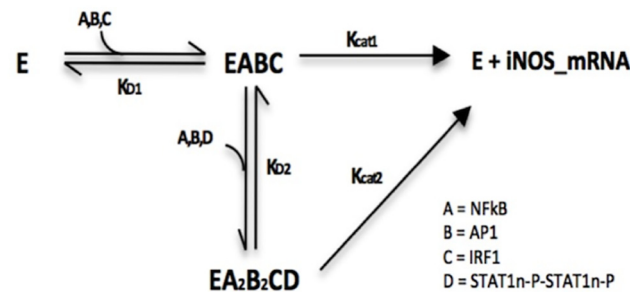 A,B,C
Kcat1
E
EABC
E + iNOS_mRNA
KD1
A,B,D
KD2
Kcat2
A = NFkB
B = AP1
C = IRF1
EA₂B₂CD
D = STAT1n-P-STAT1n-P